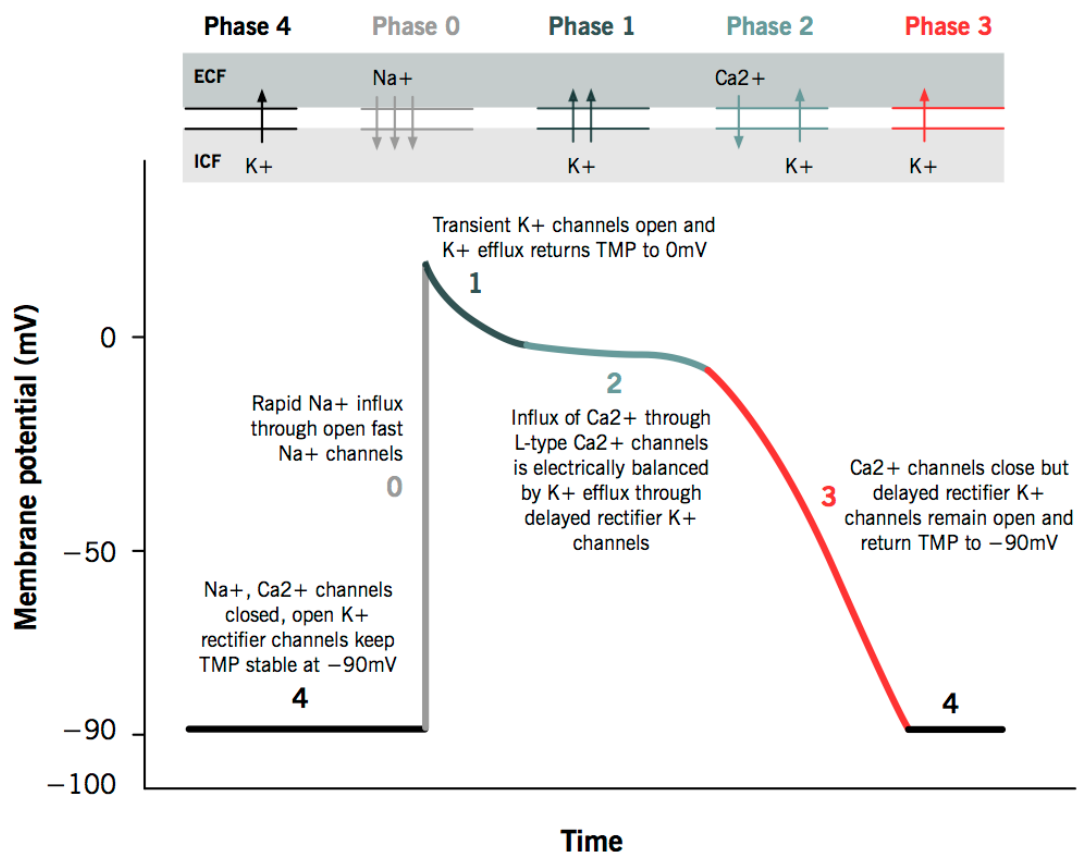 Phase 4 Phase 0 Phase 1 Phase 2 Phase 3
ECF Na+ Ca2+
ICF K+ K+ K+ K+
Transient K+ channels open and
K+ efflux returns TMP to 0mV
1
0
2
Rapid Na+ influx
through open fast
Na+ channels
0
Influx of Ca2+ through
L-type Ca2+ channels
is electrically balanced
by K+ efflux through
delayed rectifier K+
channels
3
Ca2+ channels close but
delayed rectifier K+
channels remain open and
return TMP to −90mV
−50
Na+, Ca2+ channels
closed, open K+
rectifier channels keep
TMP stable at −90mV
4
4
−90
−100
Membrane potential (mV)
Time